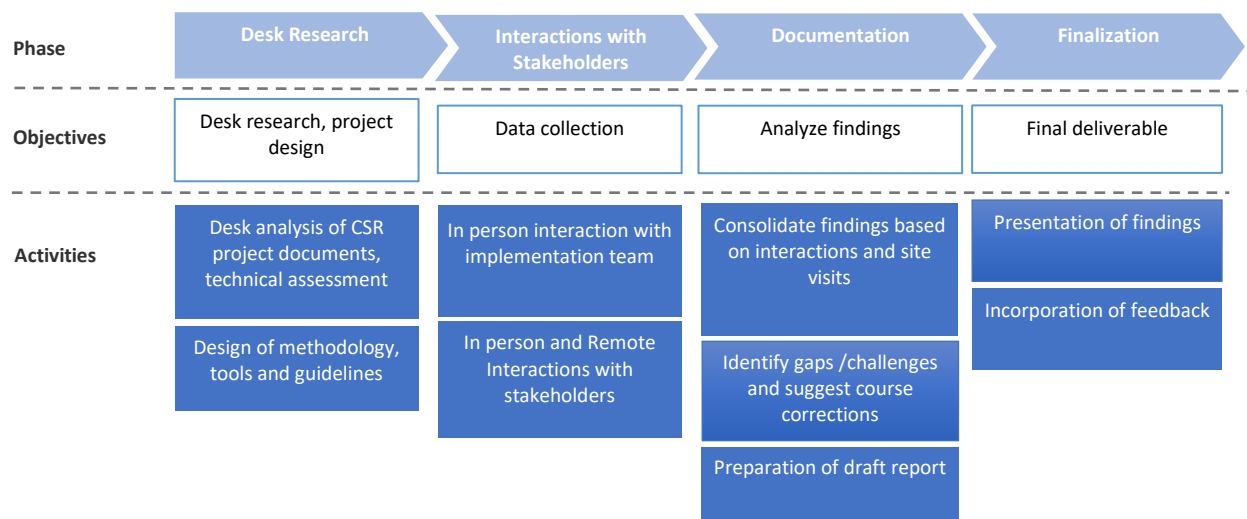 Phase
Desk Research
Interactions with
Stakeholders
Documentation
Finalization
Objectives
Desk research, project
design
Data collection
Analyze findings
Final deliverable
Activities
Desk analysis of CSR
project documents,
technical assessment
Design of methodology,
tools and guidelines
In person interaction with
implementation team
In person and Remote
Interactions with
stakeholders
Consolidate findings based
on interactions and site
visits
Identify gaps /challenges
and suggest course
corrections
Preparation of draft report
Presentation of findings
Incorporation of feedback